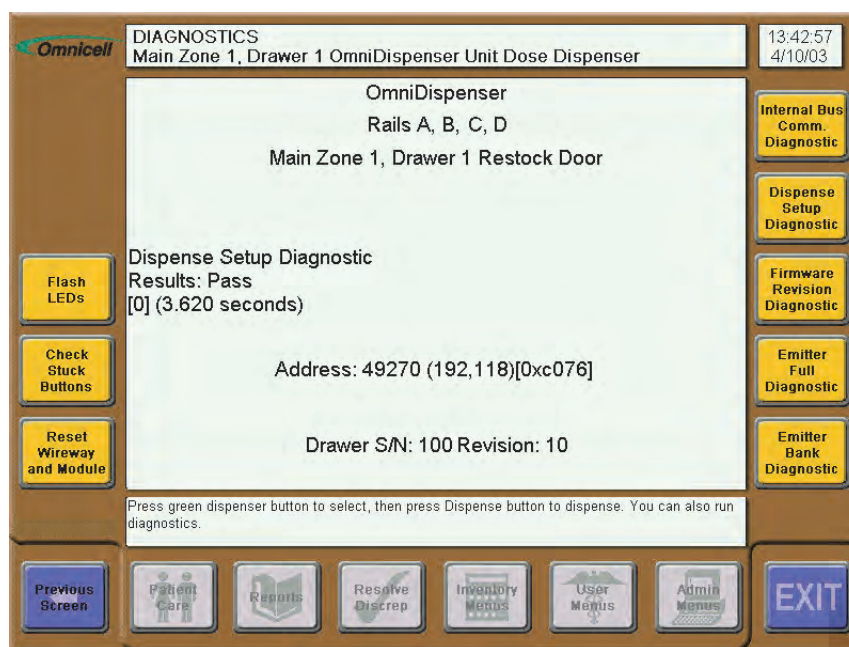 Omnicell
DIAGNOSTICS
Main Zone 1, Drawer 1 OmniDispenser Unit Dose Dispenser
13:42:57
4/10/03
OmniDispenser
Rails A, B, C, D
Main Zone 1, Drawer 1 Restock Door
Dispense Setup Diagnostic
Results: Pass
[0] (3.620 seconds)
Address: 49270 (192,118)[0xc076]
Drawer S/N: 100 Revision: 10
Flash
LEDs
Check
Stuck
Buttons
Reset
Wireway
and Module
Internal Bus
Comm.
Diagnostic
Dispense
Setup
Diagnostic
Firmware
Revision
Diagnostic
Emitter
Full
Diagnostic
Emitter
Bank
Diagnostic
Press green dispenser button to select, then press Dispense button to dispense. You can also run
diagnostics.
Previous
Screen
Patient
Care
Reports
Resolve
Discrep
Inventory
Menus
User
Menus
Admin
Menus
EXIT